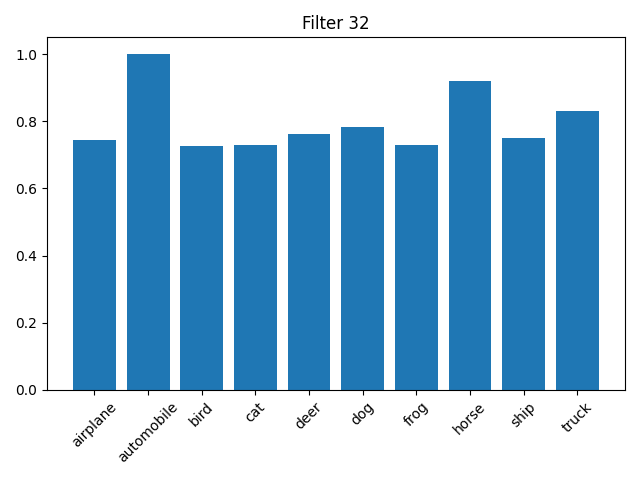 Filter 32
1.0
0.8
0.6
0.4
0.2
0.0
airplane
automobile
bird
cat
deer
dog
frog
horse
ship
truck